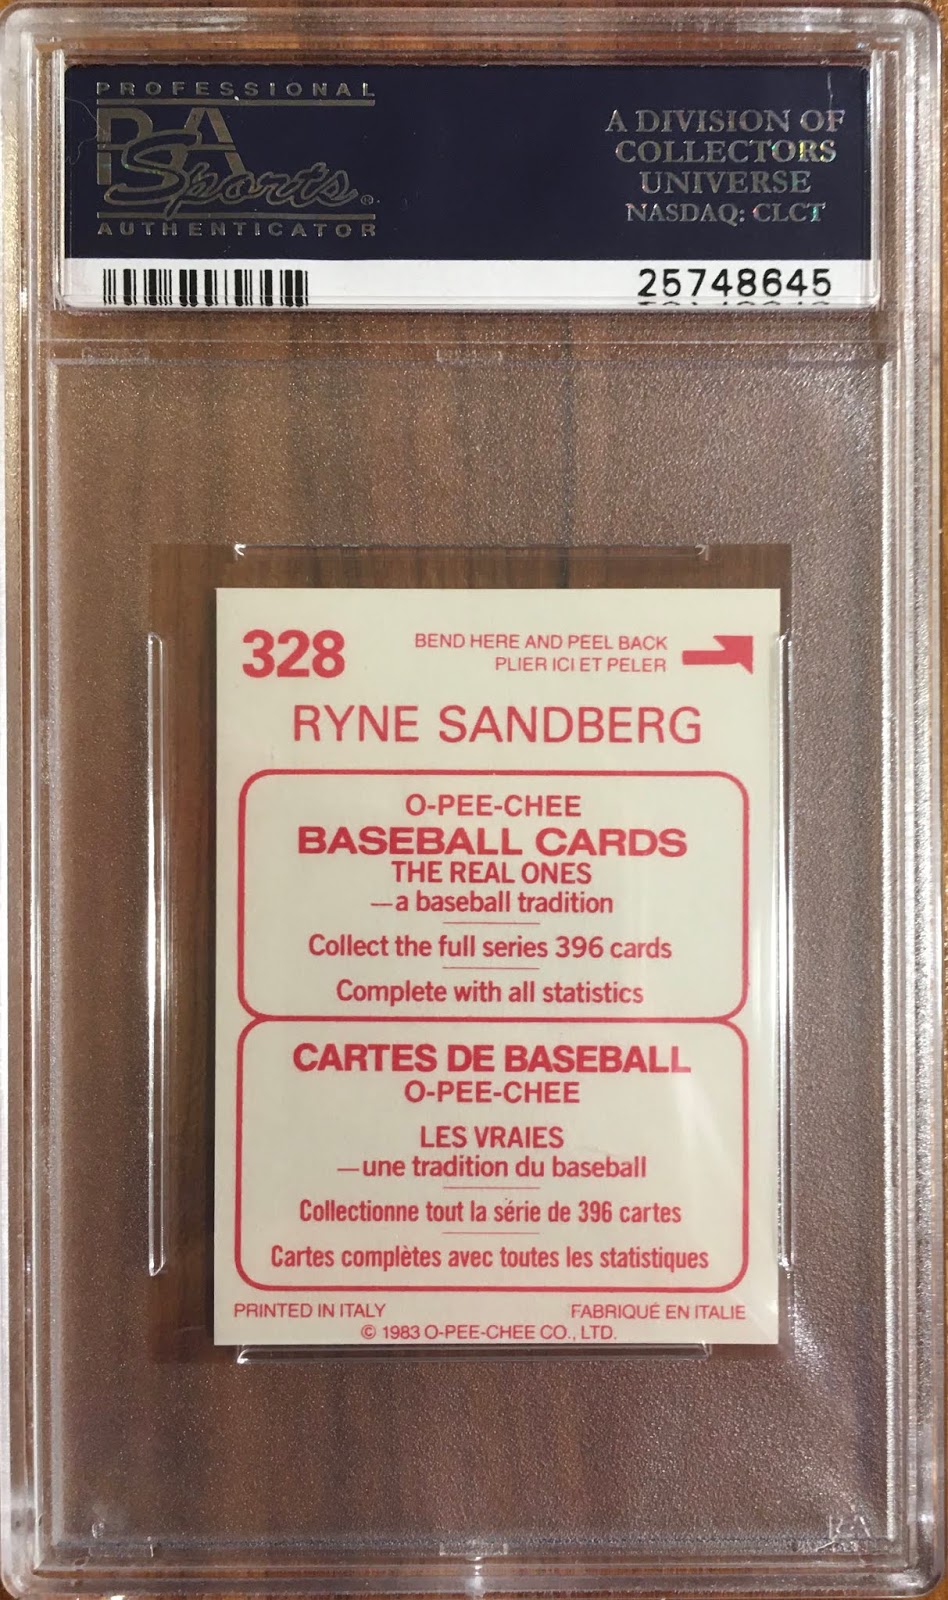 PROFESSIONAL
PSA
Sports®
AUTHENTICATOR
A DIVISION OF
COLLECTORS
UNIVERSE
NASDAQ: CLCT
25748645
328
BEND HERE AND PEEL BACK
PLIER ICI ET PELER
RYNE SANDBERG
O-PEE-CHEE
BASEBALL CARDS
THE REAL ONES
—a baseball tradition
Collect the full series 396 cards
Complete with all statistics
CARTES DE BASEBALL
O-PEE-CHEE
LES VRAIES
—une tradition du baseball
Collectionne tout la série de 396 cartes
Cartes complètes avec toutes les statistiques
PRINTED IN ITALY
FABRIQUÉ EN ITALIE
© 1983 O-PEE-CHEE CO., LTD.